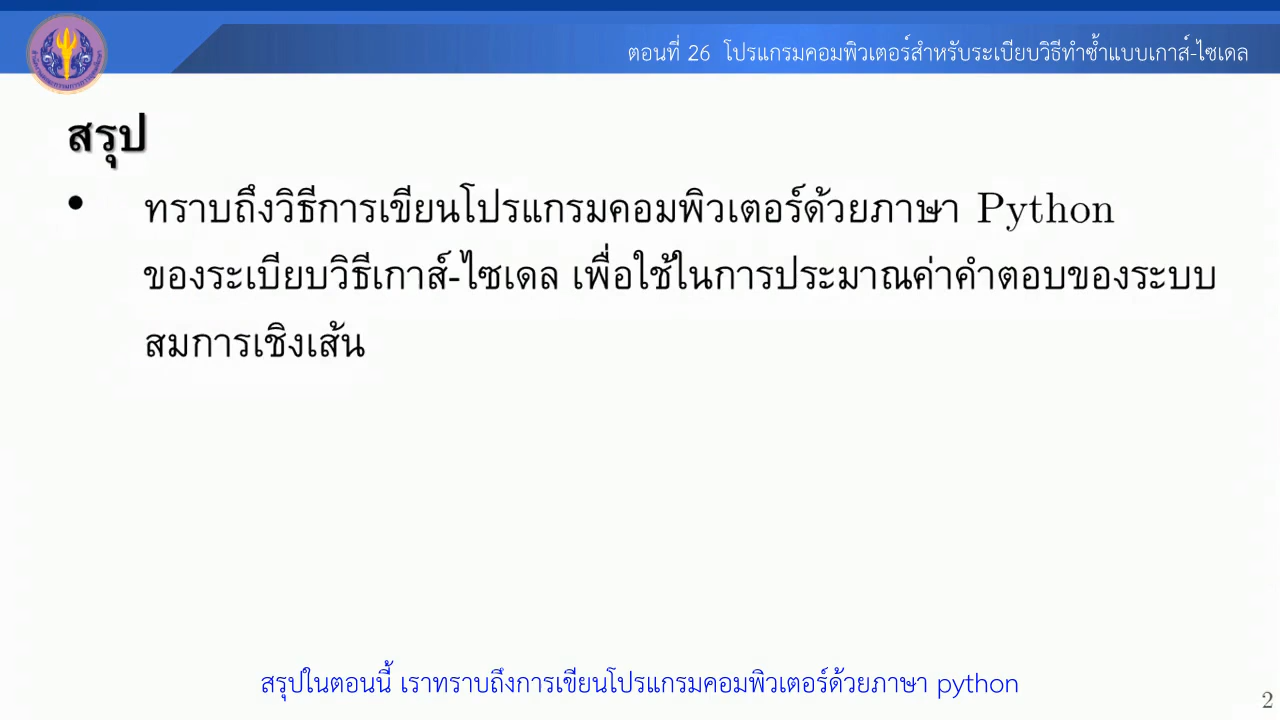 ตอนที่ 26 โปรแกรมคอมพิวเตอร์สำหรับระเบียบวิธีทำซ้ำแบบเกาส์-ไซเดล
สรุป
• ทราบถึงวิธีการเขียนโปรแกรมคอมพิวเตอร์ด้วยภาษา Python
ของระเบียบวิธีเกาส์-ไซเดล เพื่อใช้ในการประมาณค่าคำตอบของระบบ
สมการเชิงเส้น
สรุปในตอนนี้ เราทราบถึงการเขียนโปรแกรมคอมพิวเตอร์ด้วยภาษา python
2